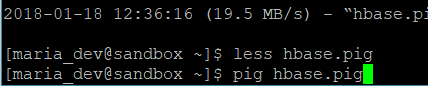 2018-01-18 12:36:16 (19.5 MB/s) - “hbase.pi
[maria_dev@sandbox ~]$ less hbase.pig
[maria_dev@sandbox ~]$ pig hbase.pig